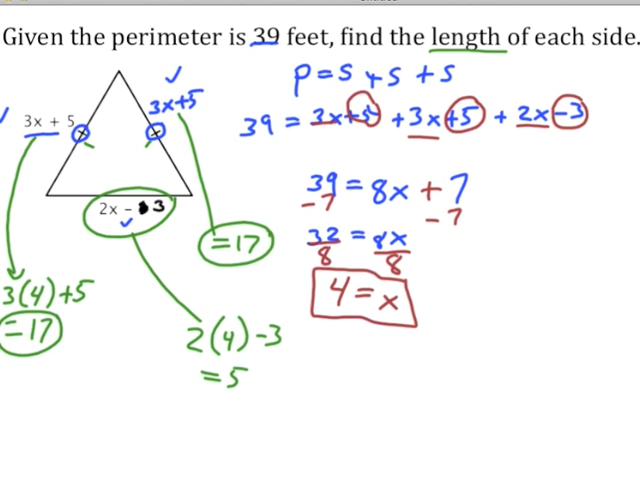 Given the perimeter is 39 feet, find the length of each side.
P = s + s + s
3x + 5
3x+5
39 = 3x+5 + 3x+5 + 2x-3
39 = 8x + 7
-7 -7
2x - 3
32 = 8x
8 8
= 17
4 = x
3(4)+5
= 17
2(4)-3
= 5